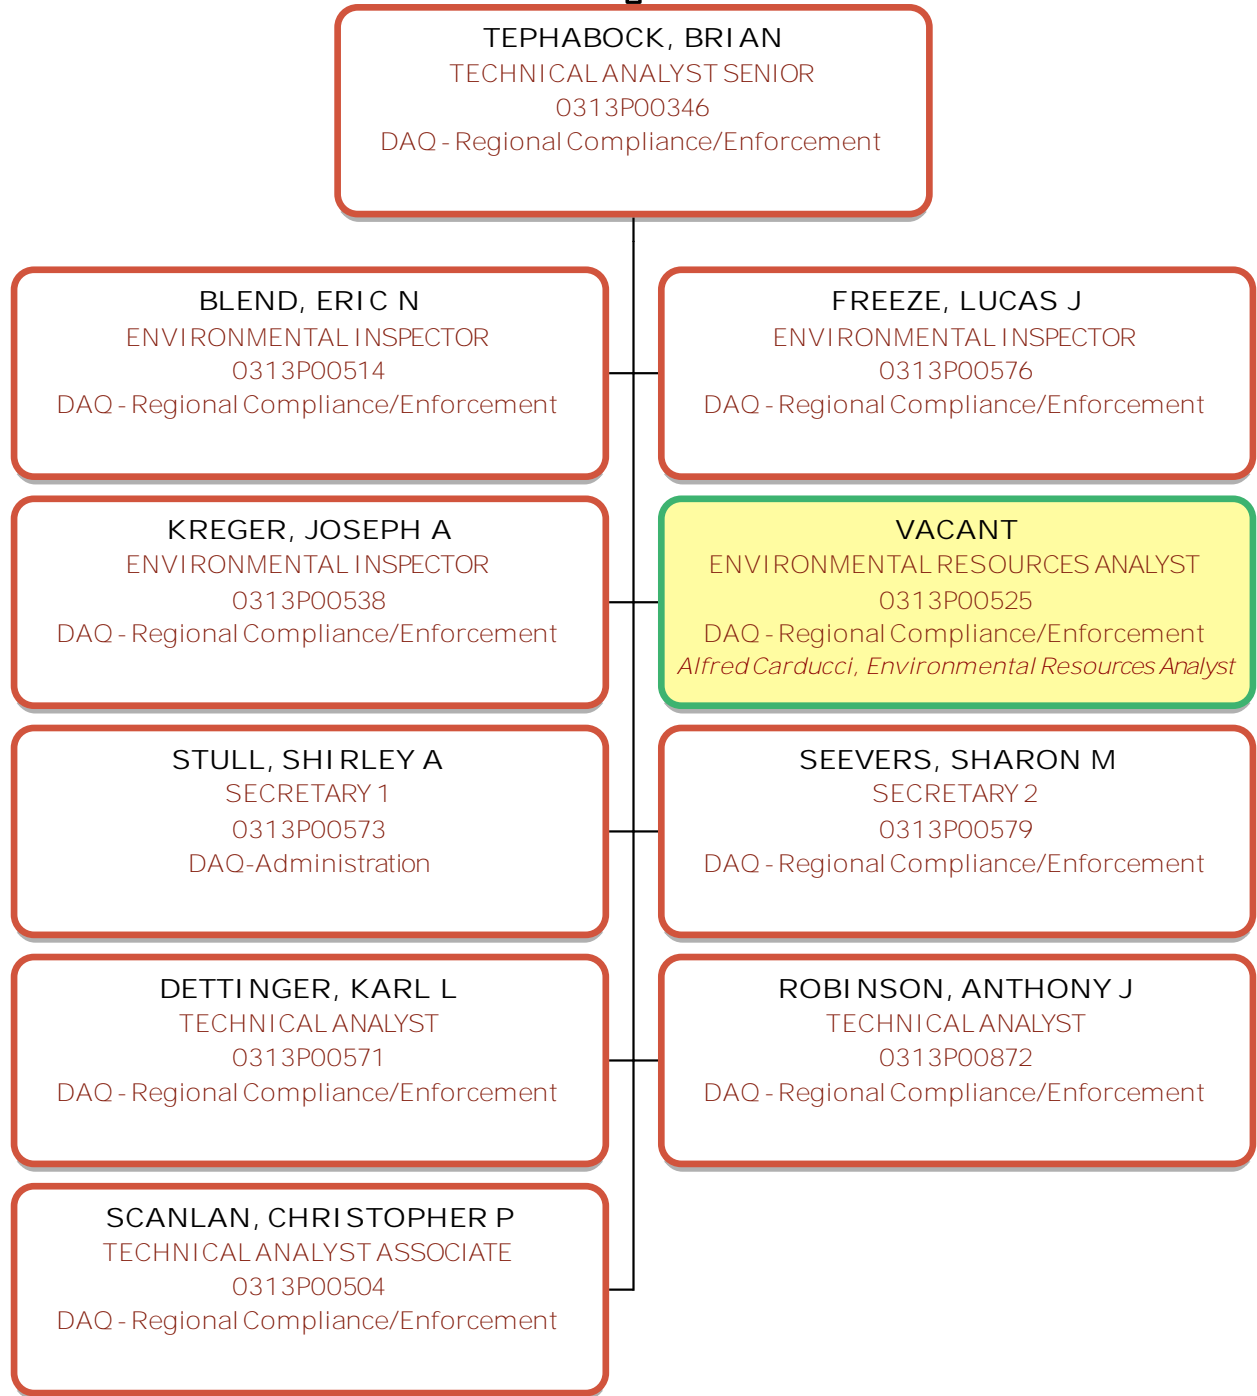 TEPHABOCK, BRIAN
TECHNICAL ANALYST SENIOR
0313P00346
DAQ - Regional Compliance/Enforcement
BLEND, ERIC N
ENVIRONMENTAL INSPECTOR
0313P00514
DAQ - Regional Compliance/Enforcement
FREEZE, LUCAS J
ENVIRONMENTAL INSPECTOR
0313P00576
DAQ - Regional Compliance/Enforcement
KREGER, JOSEPH A
ENVIRONMENTAL INSPECTOR
0313P00538
DAQ - Regional Compliance/Enforcement
VACANT
ENVIRONMENTAL RESOURCES ANALYST
0313P00525
DAQ - Regional Compliance/Enforcement
Alfred Carducci, Environmental Resources Analyst
STULL, SHIRLEY A
SECRETARY 1
0313P00573
DAQ-Administration
SEEVERS, SHARON M
SECRETARY 2
0313P00579
DAQ - Regional Compliance/Enforcement
DETTINGER, KARL L
TECHNICAL ANALYST
0313P00571
DAQ - Regional Compliance/Enforcement
ROBINSON, ANTHONY J
TECHNICAL ANALYST
0313P00872
DAQ - Regional Compliance/Enforcement
SCANLAN, CHRISTOPHER P
TECHNICAL ANALYST ASSOCIATE
0313P00504
DAQ - Regional Compliance/Enforcement